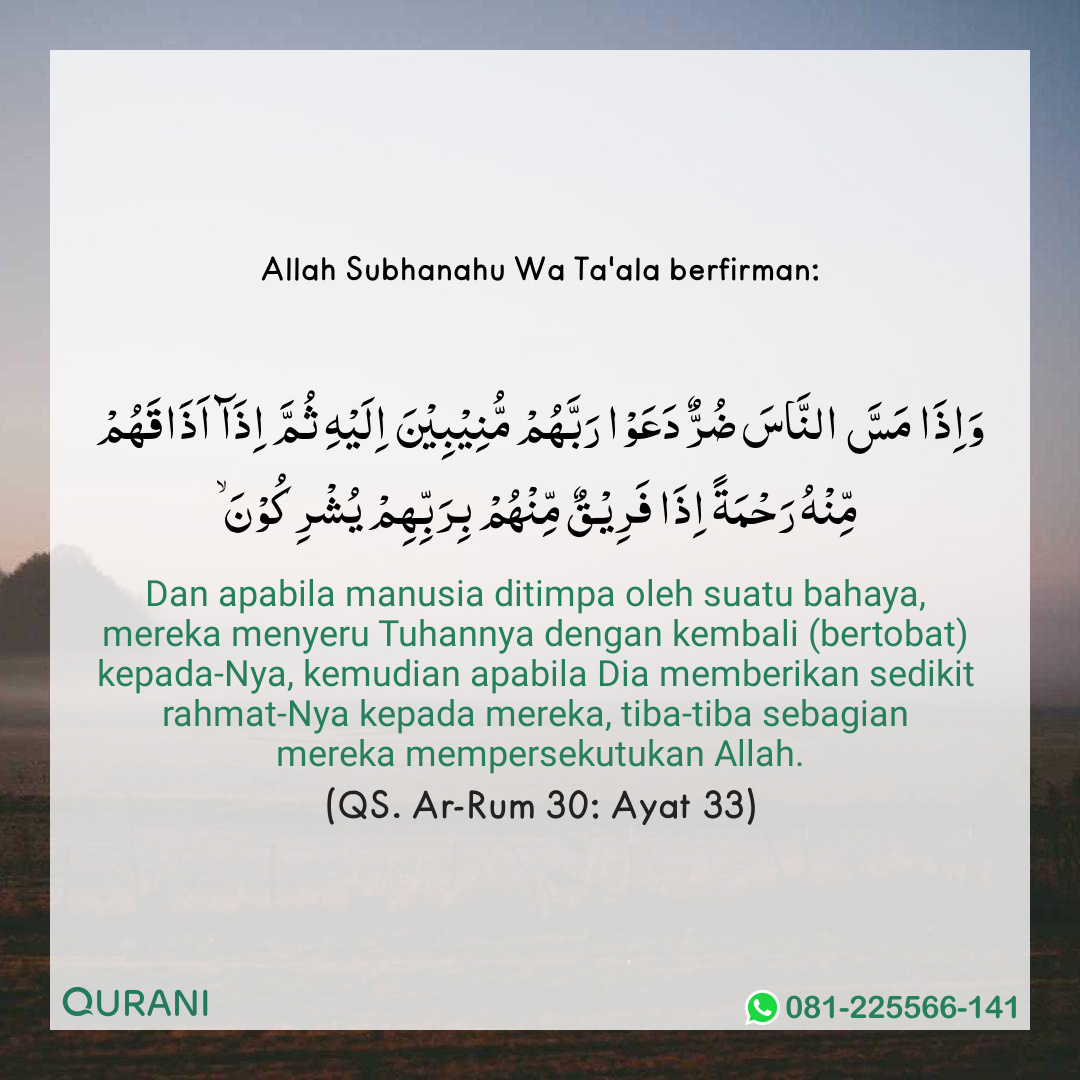 Allah Subhanahu Wa Ta'ala berfirman:
وَاِذَا مَسَّ النَّاسَ ضُرٌّ دَعَوْا رَبَّهُمْ مُّنِيْبِيْنَ اِلَيْهِ ثُمَّ اِذَآ اَذَاقَهُمْ
مِّنْهُ رَحْمَةً اِذَا فَرِيْقٌ مِّنْهُمْ بِرَبِّهِمْ يُشْرِكُوْنَۙ
Dan apabila manusia ditimpa oleh suatu bahaya,
mereka menyeru Tuhannya dengan kembali (bertobat)
kepada-Nya, kemudian apabila Dia memberikan sedikit
rahmat-Nya kepada mereka, tiba-tiba sebagian
mereka mempersekutukan Allah.
(QS. Ar-Rum 30: Ayat 33)
QURANI
081-225566-141